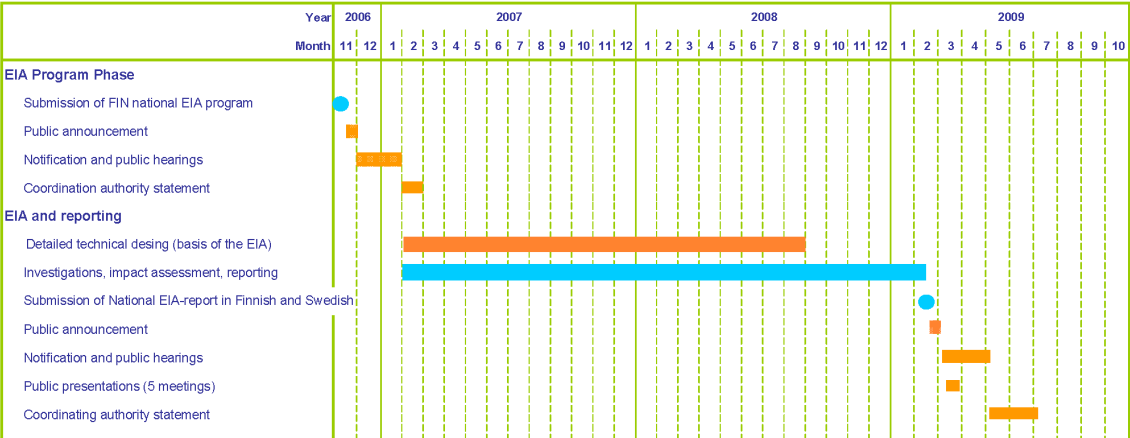 Year 2006 2007 2008 2009
Month 11 12 1 2 3 4 5 6 7 8 9 10 11 12 1 2 3 4 5 6 7 8 9 10 11 12 1 2 3 4 5 6 7 8 9 10
EIA Program Phase
Submission of FIN national EIA program
Public announcement
Notification and public hearings
Coordination authority statement
EIA and reporting
Detailed technical desing (basis of the EIA)
Investigations, impact assessment, reporting
Submission of National EIA-report in Finnish and Swedish
Public announcement
Notification and public hearings
Public presentations (5 meetings)
Coordinating authority statement